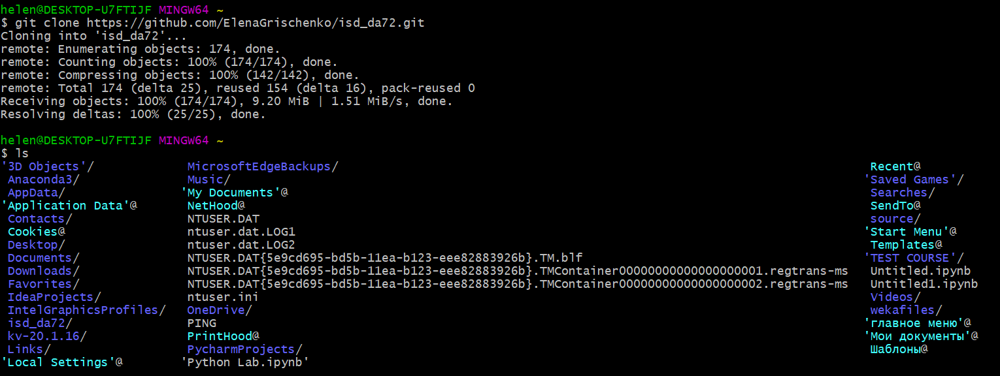 helen@DESKTOP-U7FTIJF MINGW64 ~
$ git clone https://github.com/ElenaGrischenko/isd_da72.git
Cloning into 'isd_da72'...
remote: Enumerating objects: 174, done.
remote: Counting objects: 100% (174/174), done.
remote: Compressing objects: 100% (142/142), done.
remote: Total 174 (delta 25), reused 154 (delta 16), pack-reused 0
Receiving objects: 100% (174/174), 9.20 MiB | 1.51 MiB/s, done.
Resolving deltas: 100% (25/25), done.
helen@DESKTOP-U7FTIJF MINGW64 ~
$ ls
'3D Objects'/ MicrosoftEdgeBackups/ Recent@
Anaconda3/ Music/ 'Saved Games'/
AppData/ 'My Documents'@ Searches/
'Application Data'@ NetHood@ SendTo@
Contacts/ NTUSER.DAT source/
Cookies@ ntuser.dat.LOG1 'Start Menu'@
Desktop/ ntuser.dat.LOG2 Templates@
Documents/ NTUSER.DAT{5e9cd695-bd5b-11ea-b123-eee82883926b}.TM.blf 'TEST COURSE'/
Downloads/ NTUSER.DAT{5e9cd695-bd5b-11ea-b123-eee82883926b}.TMContainer00000000000000000001.regtrans-ms Untitled.ipynb
Favorites/ NTUSER.DAT{5e9cd695-bd5b-11ea-b123-eee82883926b}.TMContainer00000000000000000002.regtrans-ms Untitled1.ipynb
IdeaProjects/ ntuser.ini Videos/
IntelGraphicsProfiles/ OneDrive/ wekafiles/
isd_da72/ PING 'главное меню'@
kv-20.1.16/ PrintHood@ 'Мои документы'@
Links/ PycharmProjects/ Шаблоны@
'Local Settings'@ 'Python Lab.ipynb'